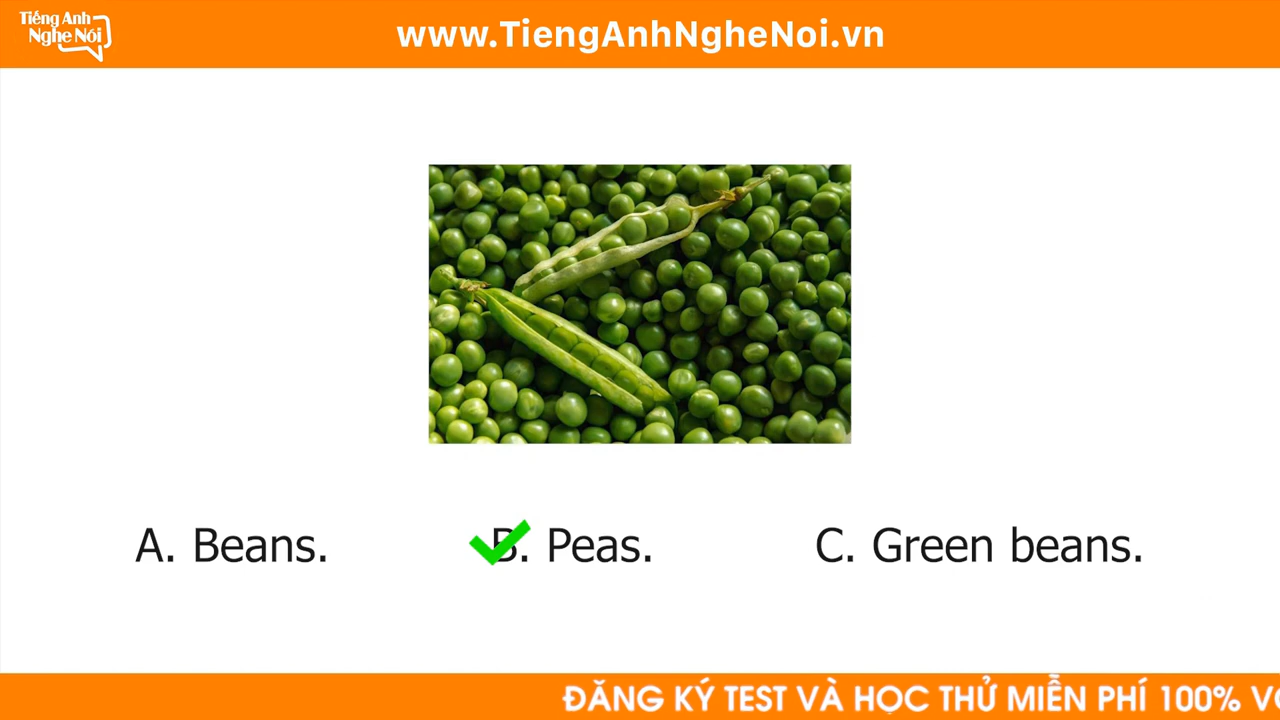 Tiếng Anh
Nghe Nói
www.TiengAnhNgheNoi.vn
A. Beans.
B. Peas.
C. Green beans.
ĐĂNG KÝ TEST VÀ HỌC THỬ MIỄN PHÍ 100%